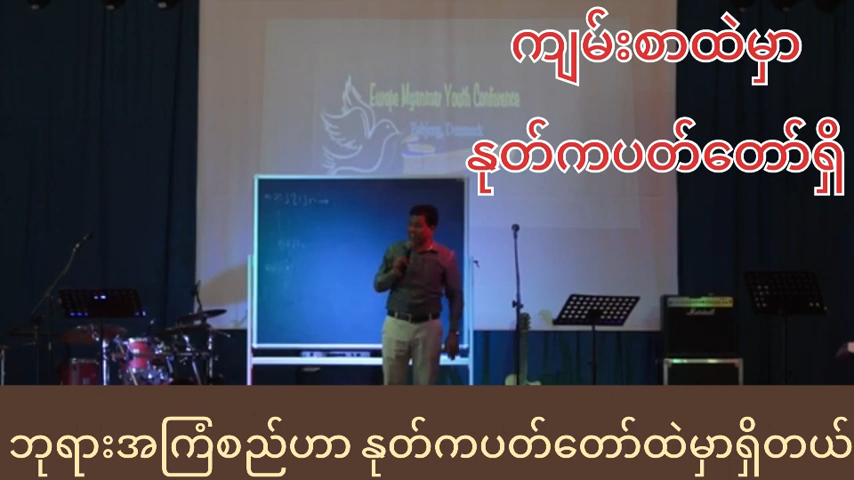 ကျမ်းစာထဲမှာ
နုတ်ကပတ်တော်ရှိ
Europe Myanmar Youth Conference
Marshall
ဘုရားအကြံစည်ဟာ နုတ်ကပတ်တော်ထဲမှာရှိတယ်